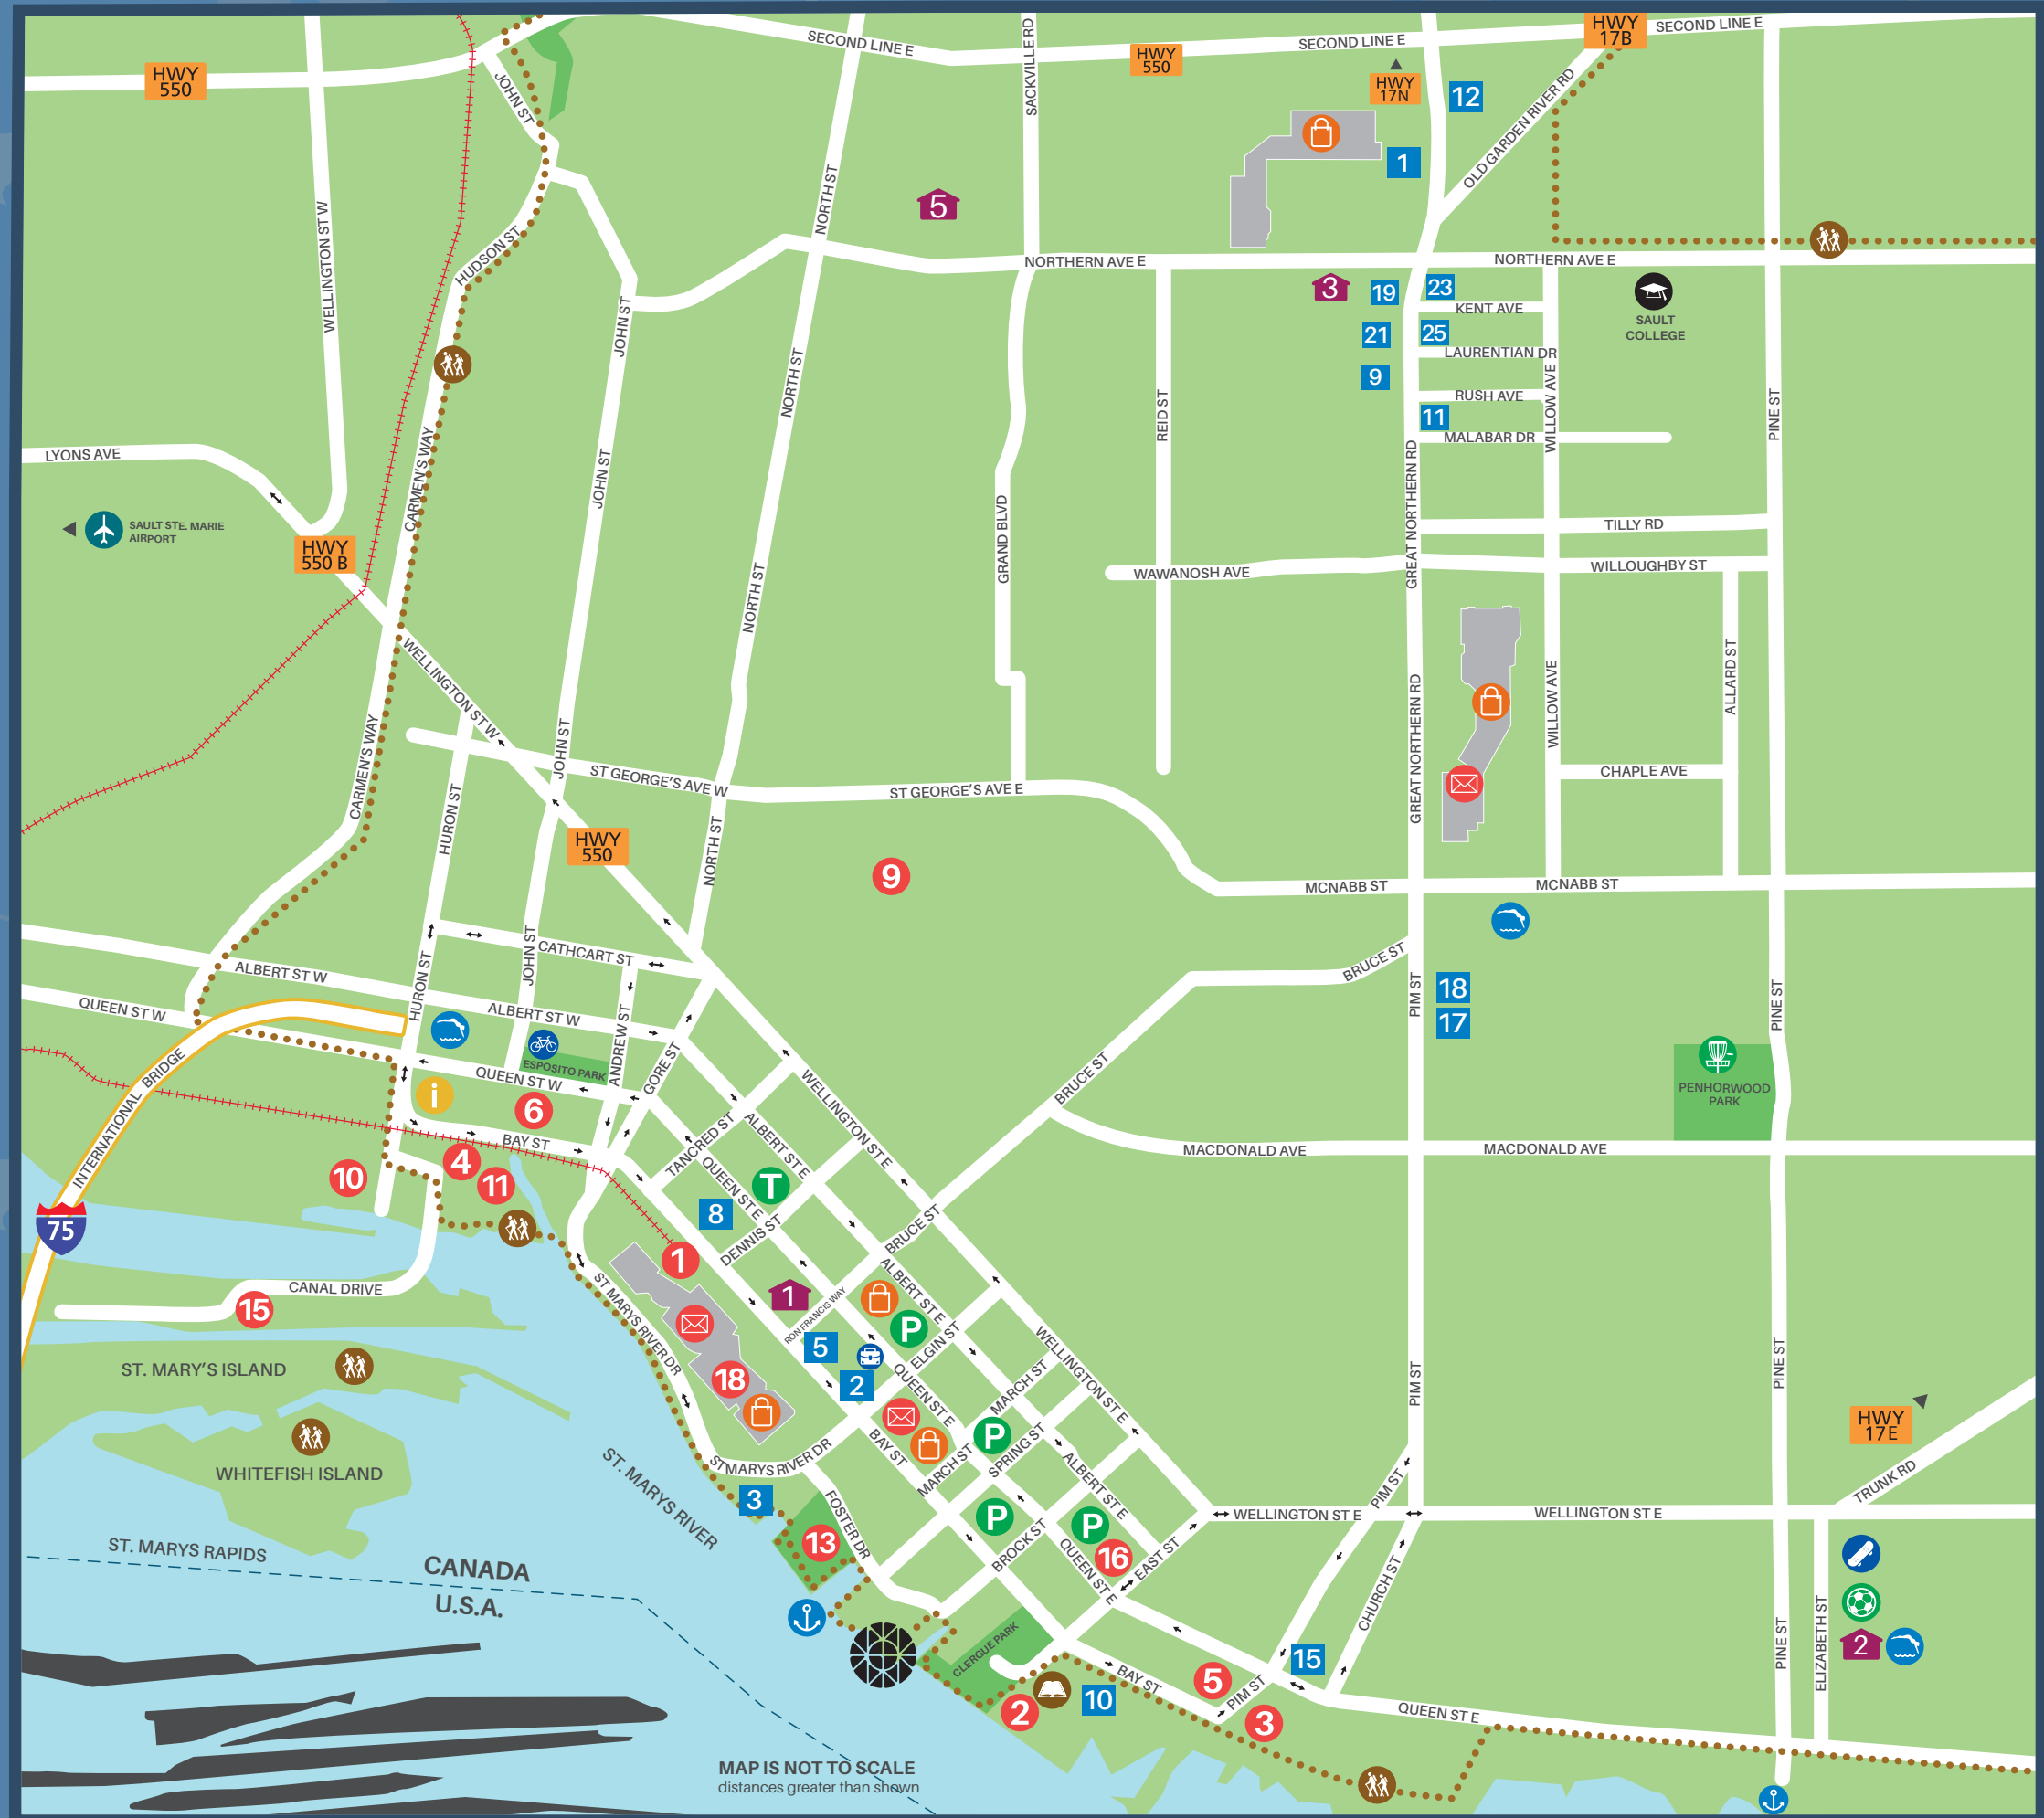 SECOND LINE E
HWY
17B
SECOND LINE E
SECOND LINE E
HWY
550
HWY
550
HWY
17N
12
JOHN ST
SACKVILLE RD
OLD GARDEN RIVER RD
1
5
NORTH ST
WELLINGTON ST W
HUDSON ST
NORTHERN AVE E
NORTHERN AVE E
3
19
23
KENT AVE
SAULT
COLLEGE
21
25
LAURENTIAN DR
9
RUSH AVE
11
MALABAR DR
WILLOW AVE
JOHN ST
NORTH ST
REID ST
PINE ST
LYONS AVE
CARMEN'S WAY
JOHN ST
GRAND BLVD
GREAT NORTHERN RD
SAULT STE. MARIE
AIRPORT
HWY
550 B
TILLY RD
WAWANOSH AVE
WILLOUGHBY ST
NORTH ST
WELLINGTON ST W
ALLARD ST
WILLOW AVE
GREAT NORTHERN RD
CARMEN'S WAY
JOHN ST
ST GEORGE'S AVE W
ST GEORGE'S AVE E
CHAPLE AVE
HURON ST
HWY
550
NORTH ST
9
MCNABB ST
MCNABB ST
CATHCART ST
JOHN ST
BRUCE ST
ALBERT ST W
HURON ST
QUEEN ST W
ALBERT ST W
ANDREW ST
PIM ST
18
17
PINE ST
ESPOSITO PARK
QUEEN ST W
GORE ST
INTERNATIONAL BRIDGE
i
6
BRUCE ST
PENHORWOOD
PARK
BAY ST
TANCRED ST
ALBERT ST E
WELLINGTON ST E
MACDONALD AVE
MACDONALD AVE
4
10
11
QUEEN ST E
T
8
DENNIS ST
BRUCE ST
75
1
CANAL DRIVE
15
ST MARYS RIVER DR
1
RON FRANCIS WAY
ALBERT ST E
P
5
ELGIN ST
2
QUEEN ST E
MARCH ST
WELLINGTON ST E
18
ST. MARY'S ISLAND
PIM ST
PINE ST
HWY
17E
WHITEFISH ISLAND
ST MARYS RIVER DR
BAY ST
MARCH ST
P
SPRING ST
ALBERT ST E
PIM ST
TRUNK RD
ST. MARYS RIVER
3
FOSTER DR
P
P
WELLINGTON ST E
WELLINGTON ST E
13
BROCK ST
QUEEN ST E
16
EAST ST
ST. MARYS RAPIDS
CANADA
U.S.A.
CHURCH ST
PINE ST
ELIZABETH ST
2
CLERGUE PARK
15
BAY ST
5
PIM ST
2
10
3
QUEEN ST E
MAP IS NOT TO SCALE
distances greater than shown